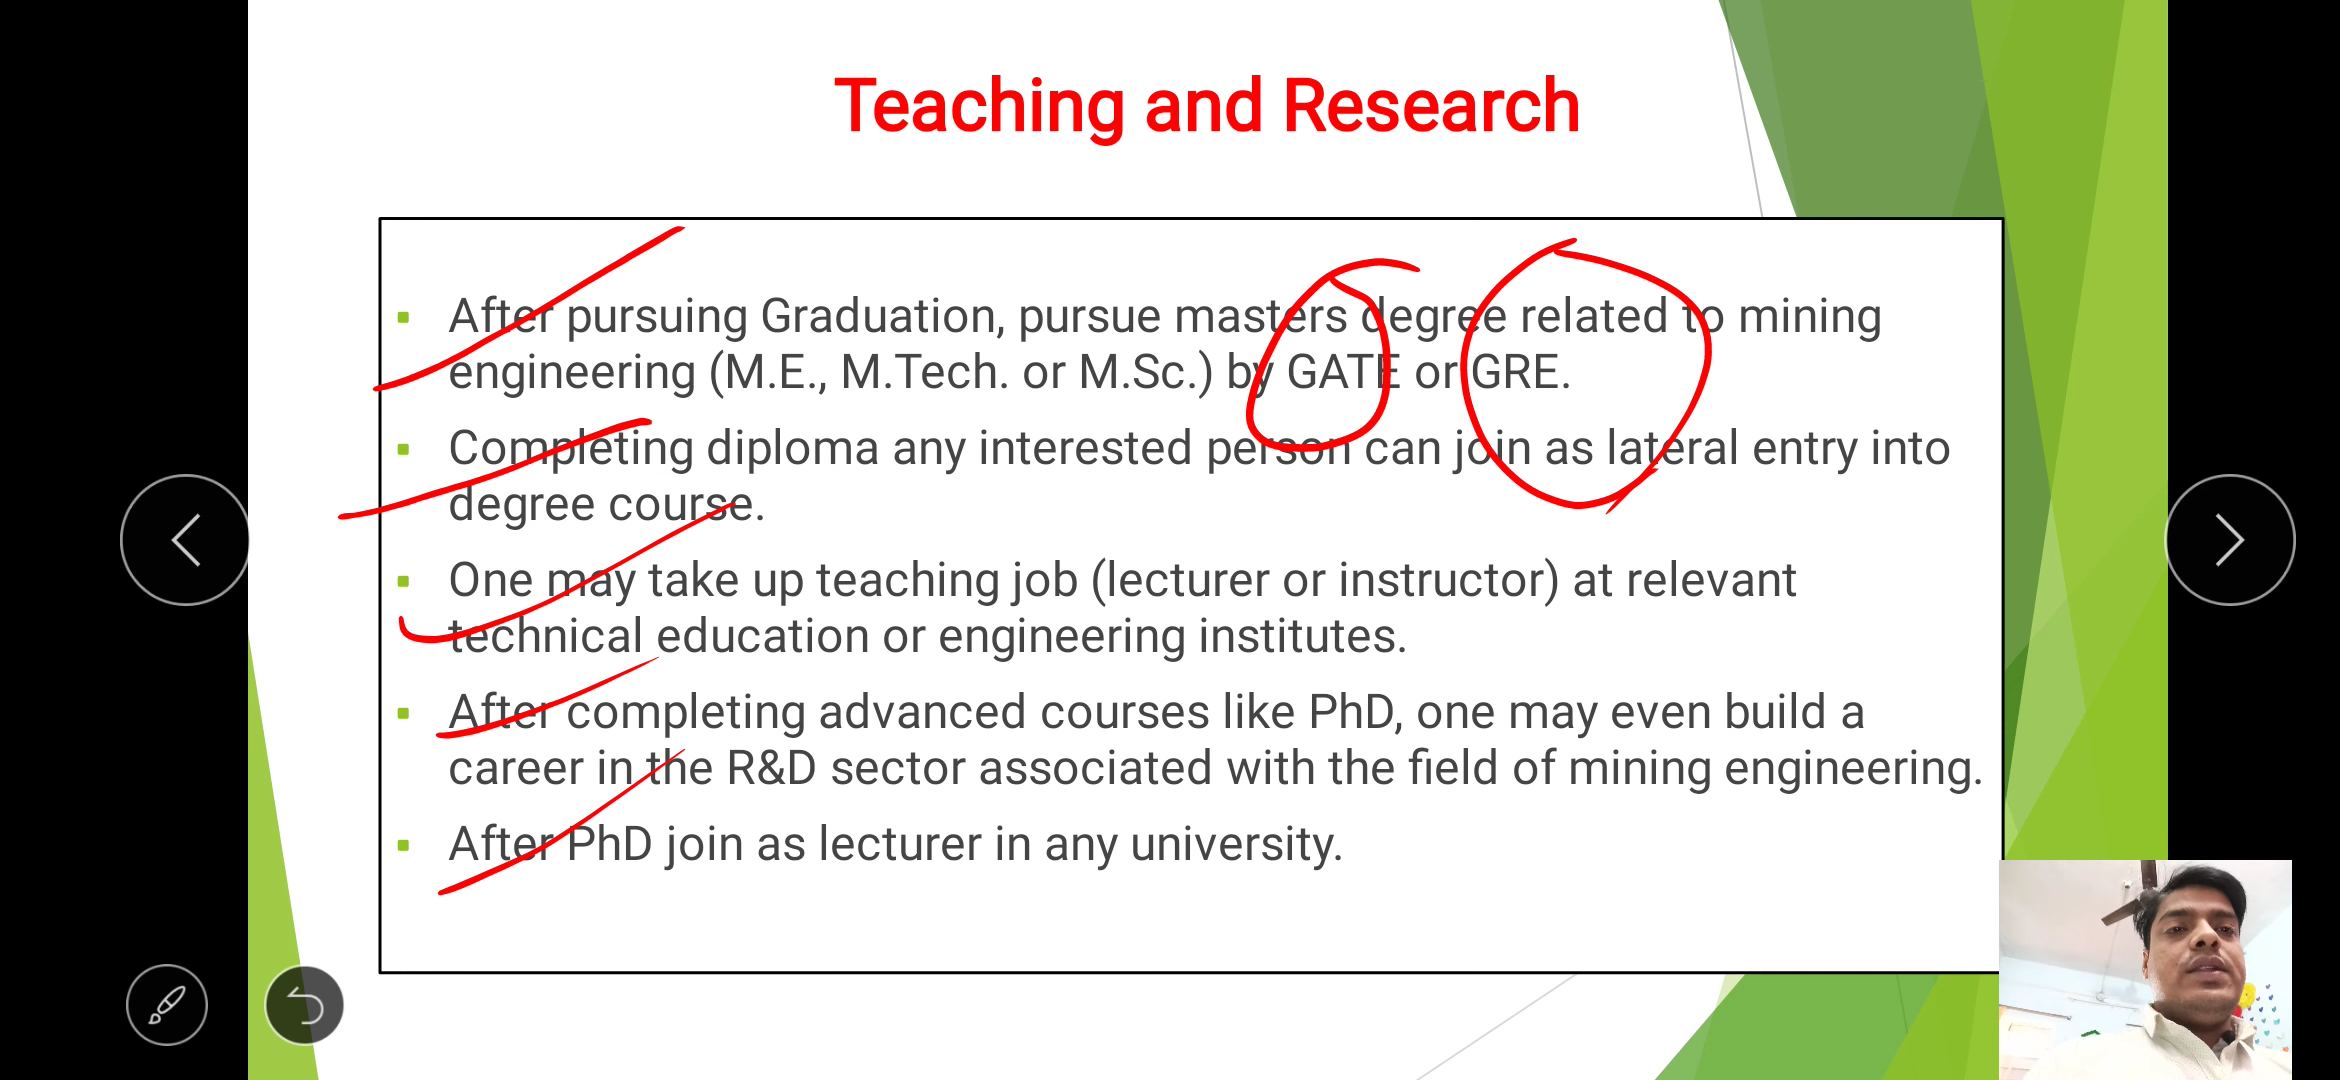 Teaching and Research
After pursuing Graduation, pursue masters degree related to mining
engineering (M.E., M.Tech. or M.Sc.) by GATE or GRE.
Completing diploma any interested person can join as lateral entry into
degree course.
One may take up teaching job (lecturer or instructor) at relevant
technical education or engineering institutes.
After completing advanced courses like PhD, one may even build a
career in the R&D sector associated with the field of mining engineering.
After PhD join as lecturer in any university.